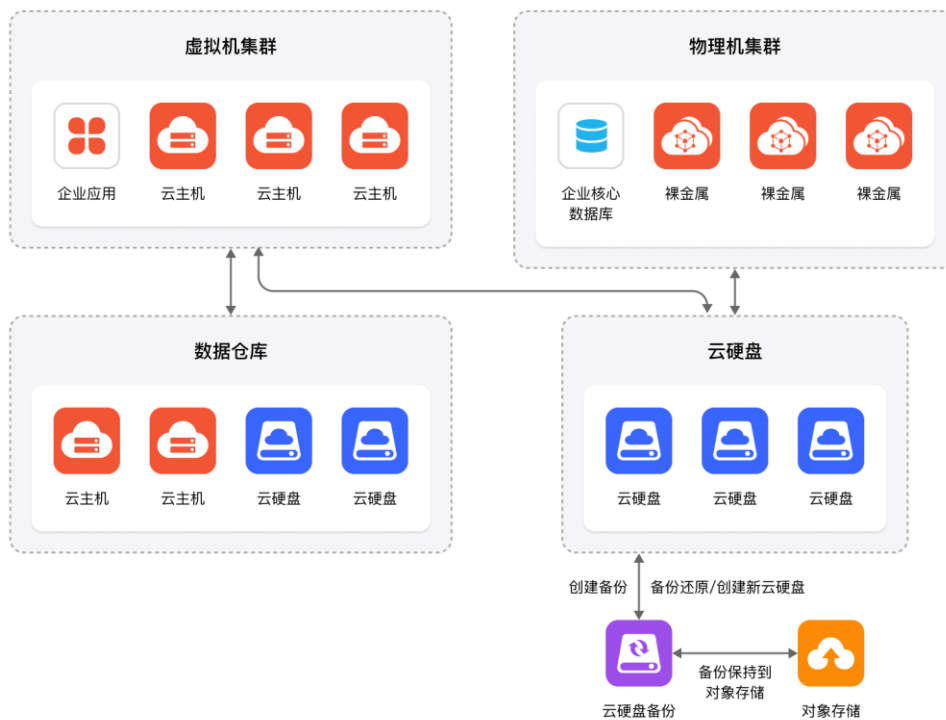 虚拟机集群
物理机集群
企业应用
云主机
云主机
云主机
企业核心
数据库
裸金属
裸金属
裸金属
数据仓库
云硬盘
云主机
云主机
云硬盘
云硬盘
云硬盘
云硬盘
云硬盘
创建备份
备份还原/创建新云硬盘
备份保持到
对象存储
云硬盘备份
对象存储